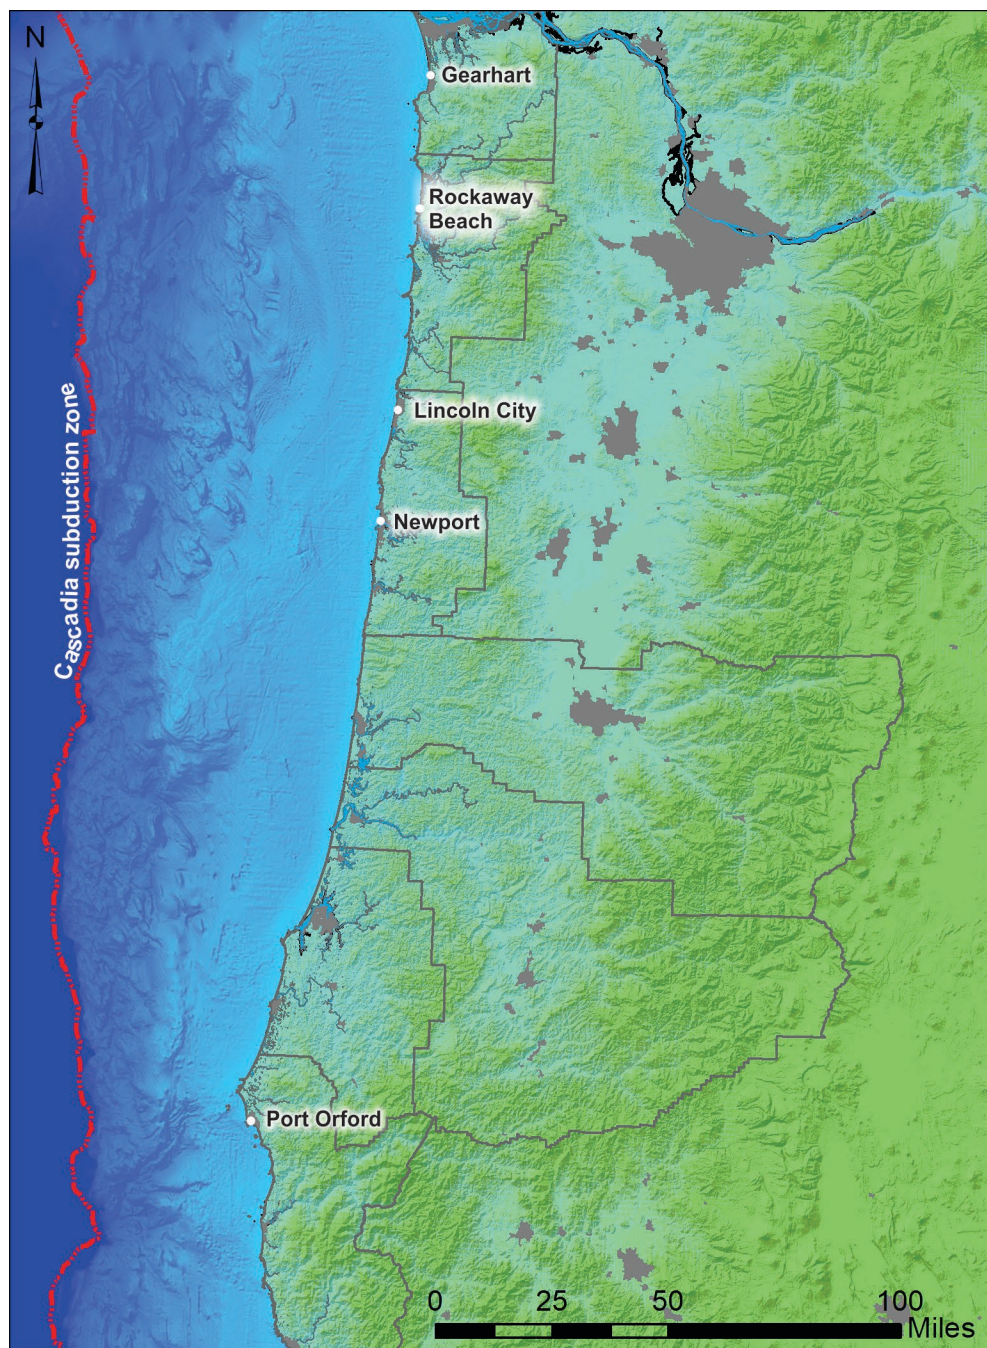 N
Gearhart
Rockaway
Beach
Lincoln City
Cascadia subduction zone
Newport
Port Orford
0 25 50 100
Miles